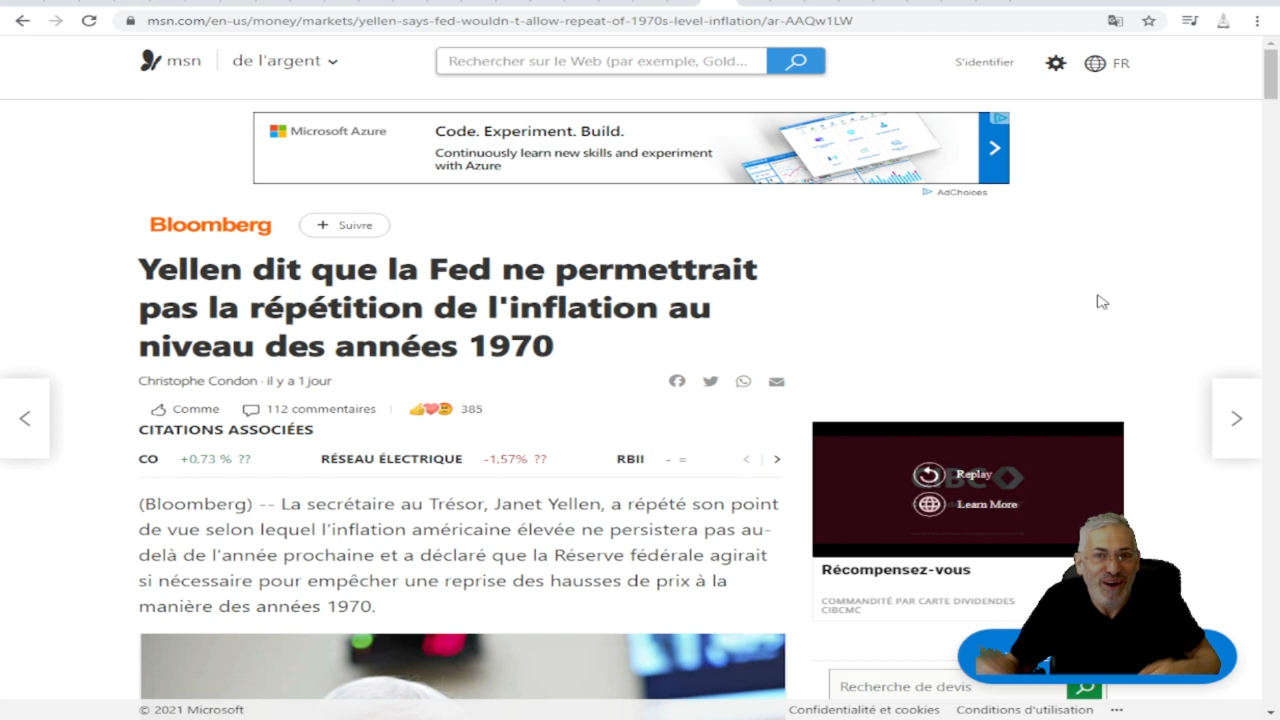 msn.com/en-us/money/markets/yellen-says-fed-wouldn-t-allow-repeat-of-1970s-level-inflation/ar-AAQw1LW
msn
de l'argent
Rechercher sur le Web (par exemple, Gold...
S'identifier
FR
Microsoft Azure
Code. Experiment. Build.
Continuously learn new skills and experiment
with Azure
AdChoices
Bloomberg
+ Suivre
Yellen dit que la Fed ne permettrait
pas la répétition de l'inflation au
niveau des années 1970
Christophe Condon · il y a 1 jour
Comme 112 commentaires 385
CITATIONS ASSOCIÉES
CO +0,73 % ?? RÉSEAU ÉLECTRIQUE -1,57% ?? RBII - =
(Bloomberg) -- La secrétaire au Trésor, Janet Yellen, a répété son point
de vue selon lequel l'inflation américaine élevée ne persistera pas au-
delà de l'année prochaine et a déclaré que la Réserve fédérale agirait
si nécessaire pour empêcher une reprise des hausses de prix à la
manière des années 1970.
Replay
Learn More
Récompensez-vous
COMMANDITÉ PAR CARTE DIVIDENDES
CIBCMC
Recherche de devis
© 2021 Microsoft
Confidentialité et cookies Conditions d'utilisation ...